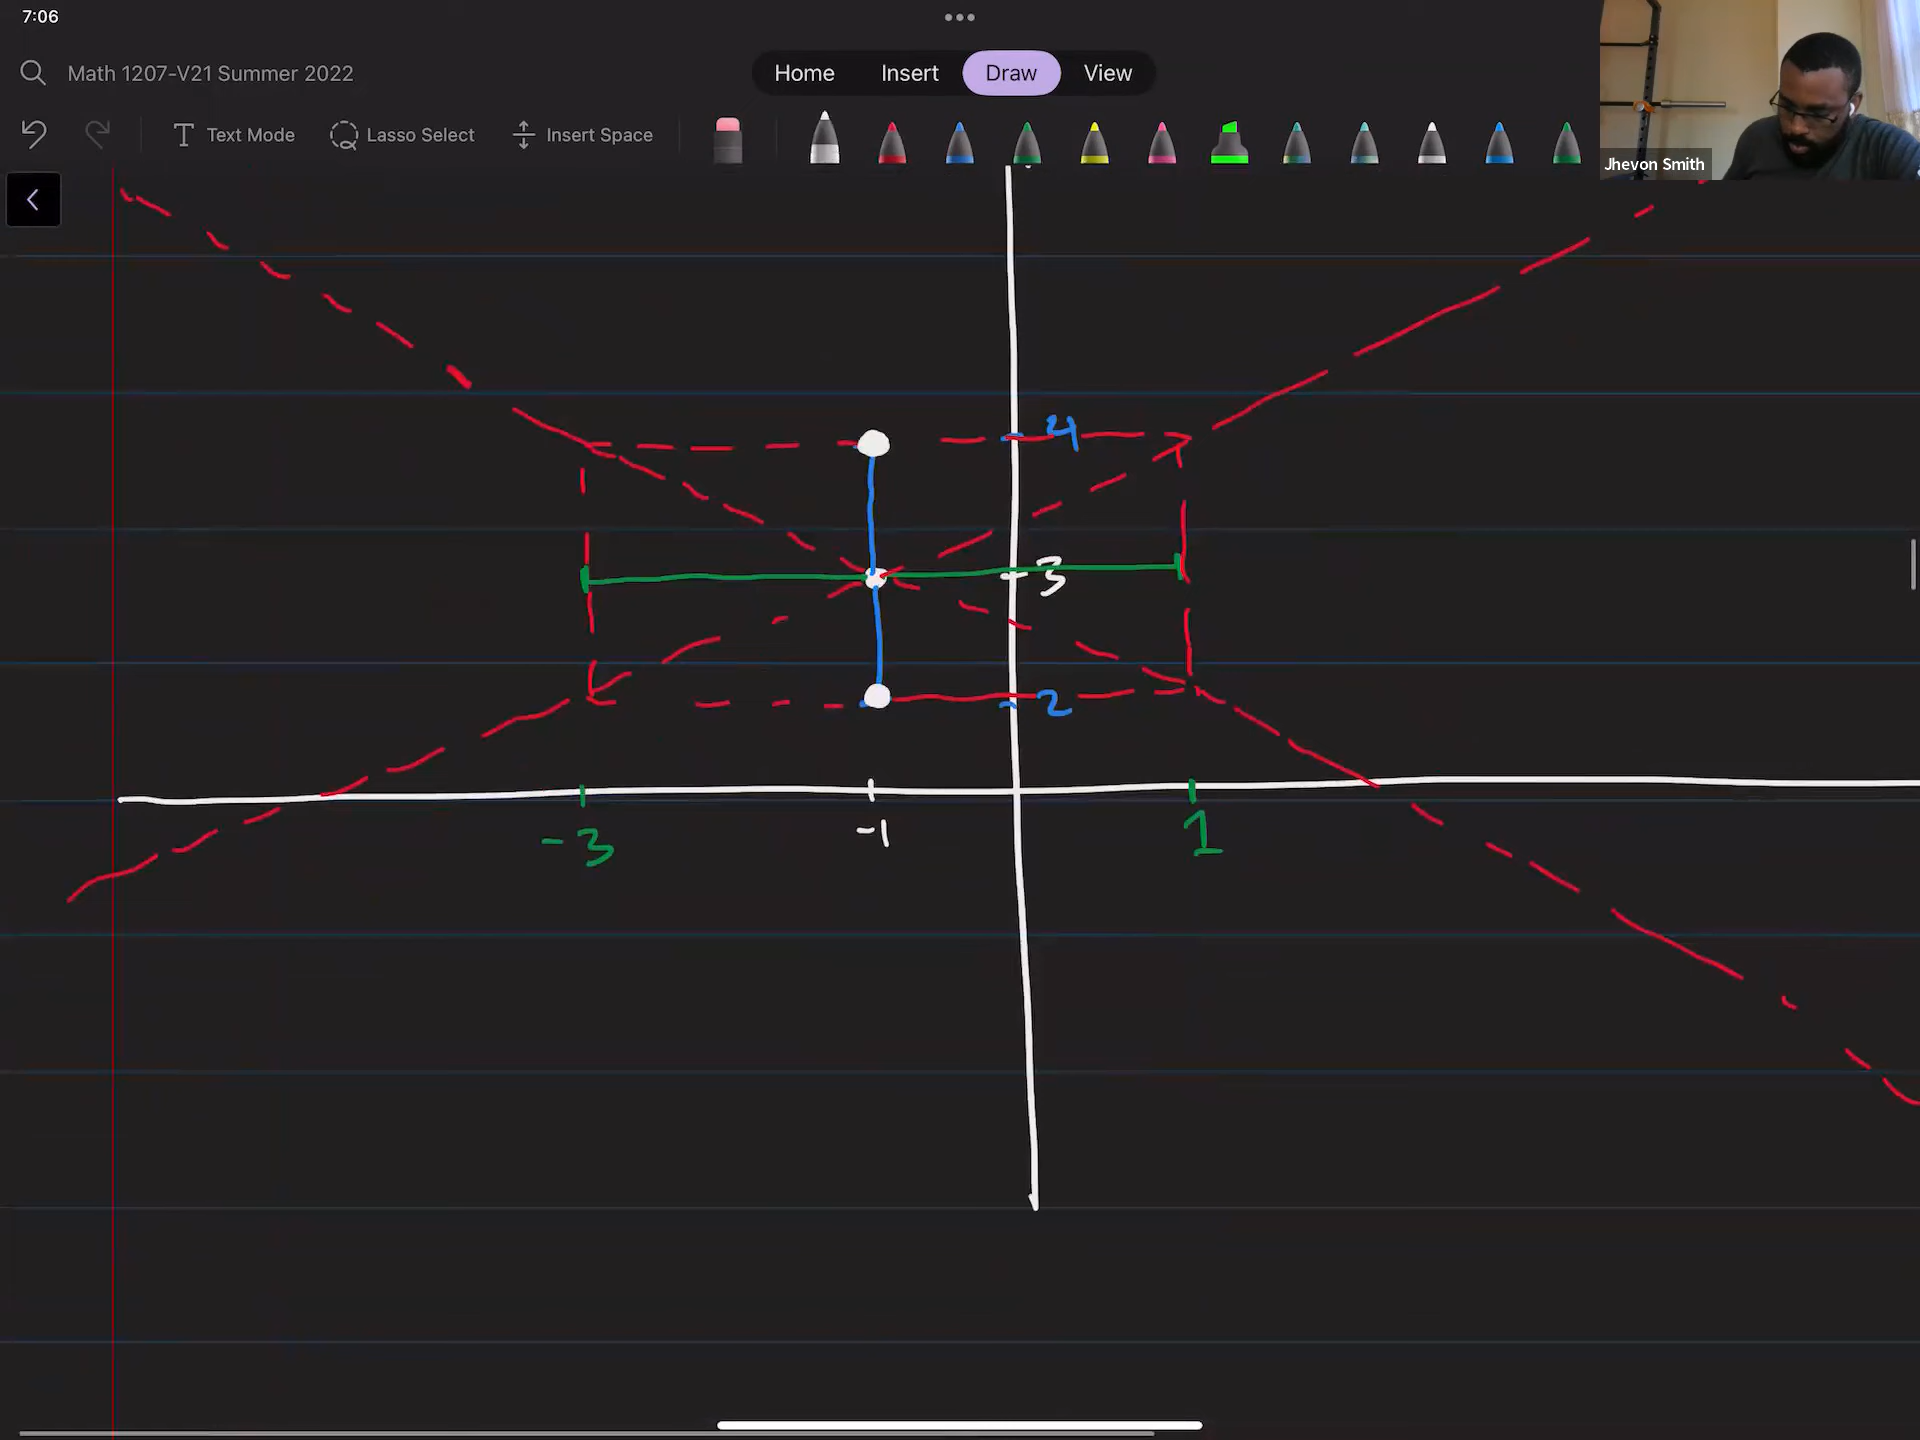 7:06
Math 1207-V21 Summer 2022
Home Insert Draw View
Text Mode Lasso Select Insert Space
Jhevon Smith
4
3
2
-3 -1 1